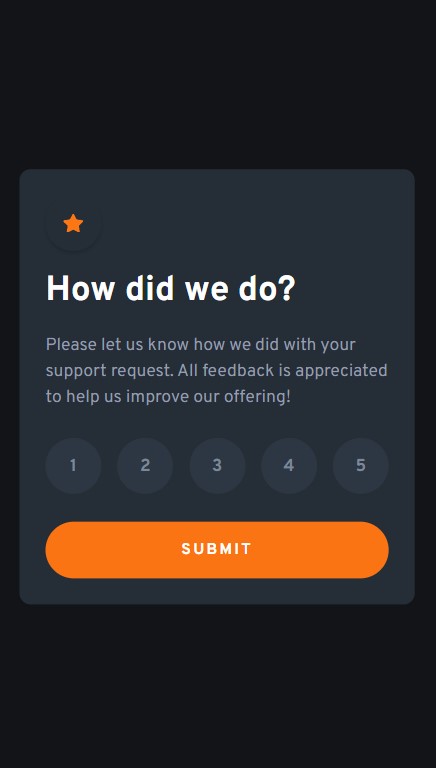 How did we do?
Please let us know how we did with your
support request. All feedback is appreciated
to help us improve our offering!
1 2 3 4 5
SUBMIT